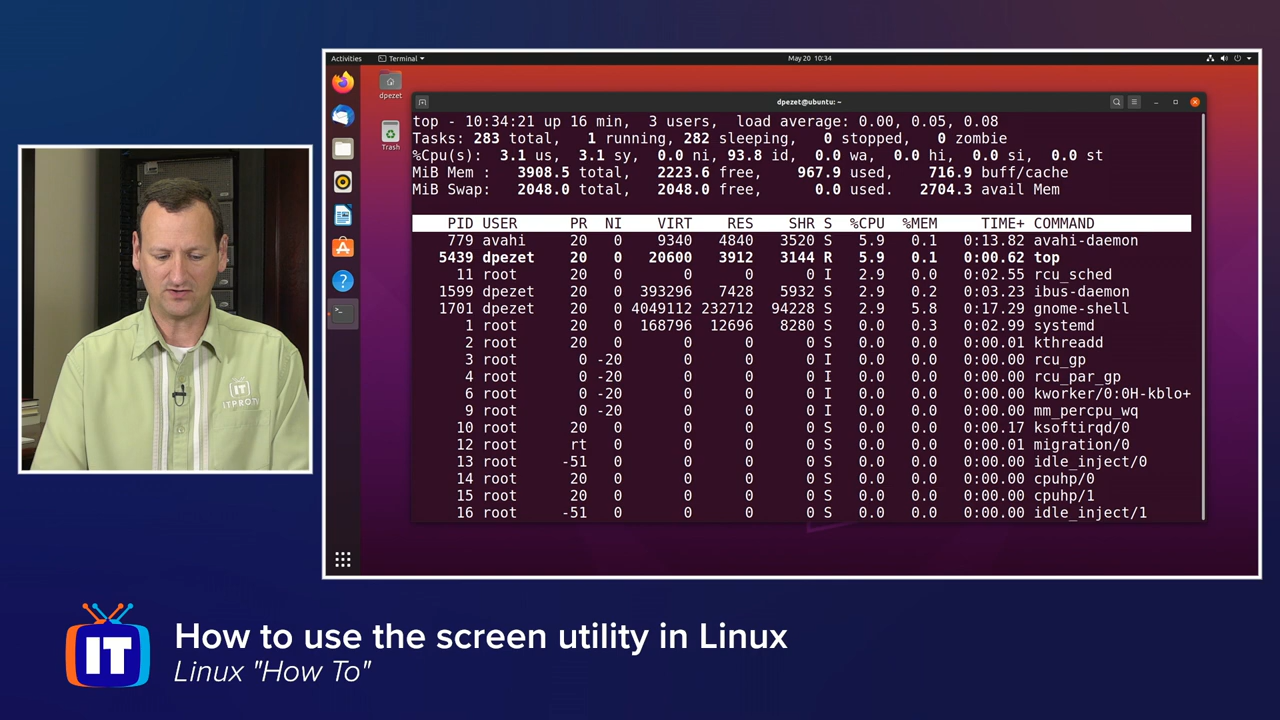 Activities
Terminal
May 20 10:34
dpezet
Trash
dpezet@ubuntu: ~
top - 10:34:21 up 16 min, 3 users, load average: 0.00, 0.05, 0.08
Tasks: 283 total, 1 running, 282 sleeping, 0 stopped, 0 zombie
%Cpu(s): 3.1 us, 3.1 sy, 0.0 ni, 93.8 id, 0.0 wa, 0.0 hi, 0.0 si, 0.0 st
MiB Mem : 3908.5 total, 2223.6 free, 967.9 used, 716.9 buff/cache
MiB Swap: 2048.0 total, 2048.0 free, 0.0 used. 2704.3 avail Mem
PID USER PR NI VIRT RES SHR S %CPU %MEM TIME+ COMMAND
779 avahi 20 0 9340 4840 3520 S 5.9 0.1 0:13.82 avahi-daemon
5439 dpezet 20 0 20600 3912 3144 R 5.9 0.1 0:00.62 top
11 root 20 0 0 0 0 I 2.9 0.0 0:02.55 rcu_sched
1599 dpezet 20 0 393296 7428 5932 S 2.9 0.2 0:03.23 ibus-daemon
1701 dpezet 20 0 4049112 232712 94228 S 2.9 5.8 0:17.29 gnome-shell
1 root 20 0 168796 12696 8280 S 0.0 0.3 0:02.99 systemd
2 root 20 0 0 0 0 S 0.0 0.0 0:00.01 kthreadd
3 root 0 -20 0 0 0 I 0.0 0.0 0:00.00 rcu_gp
4 root 0 -20 0 0 0 I 0.0 0.0 0:00.00 rcu_par_gp
6 root 0 -20 0 0 0 I 0.0 0.0 0:00.00 kworker/0:0H-kblo+
9 root 0 -20 0 0 0 I 0.0 0.0 0:00.00 mm_percpu_wq
10 root 20 0 0 0 0 S 0.0 0.0 0:00.17 ksoftirqd/0
12 root rt 0 0 0 0 S 0.0 0.0 0:00.01 migration/0
13 root -51 0 0 0 0 S 0.0 0.0 0:00.00 idle_inject/0
14 root 20 0 0 0 0 S 0.0 0.0 0:00.00 cpuhp/0
15 root 20 0 0 0 0 S 0.0 0.0 0:00.00 cpuhp/1
16 root -51 0 0 0 0 S 0.0 0.0 0:00.00 idle_inject/1
IT
ITPRO.TV
IT
How to use the screen utility in Linux
Linux "How To"